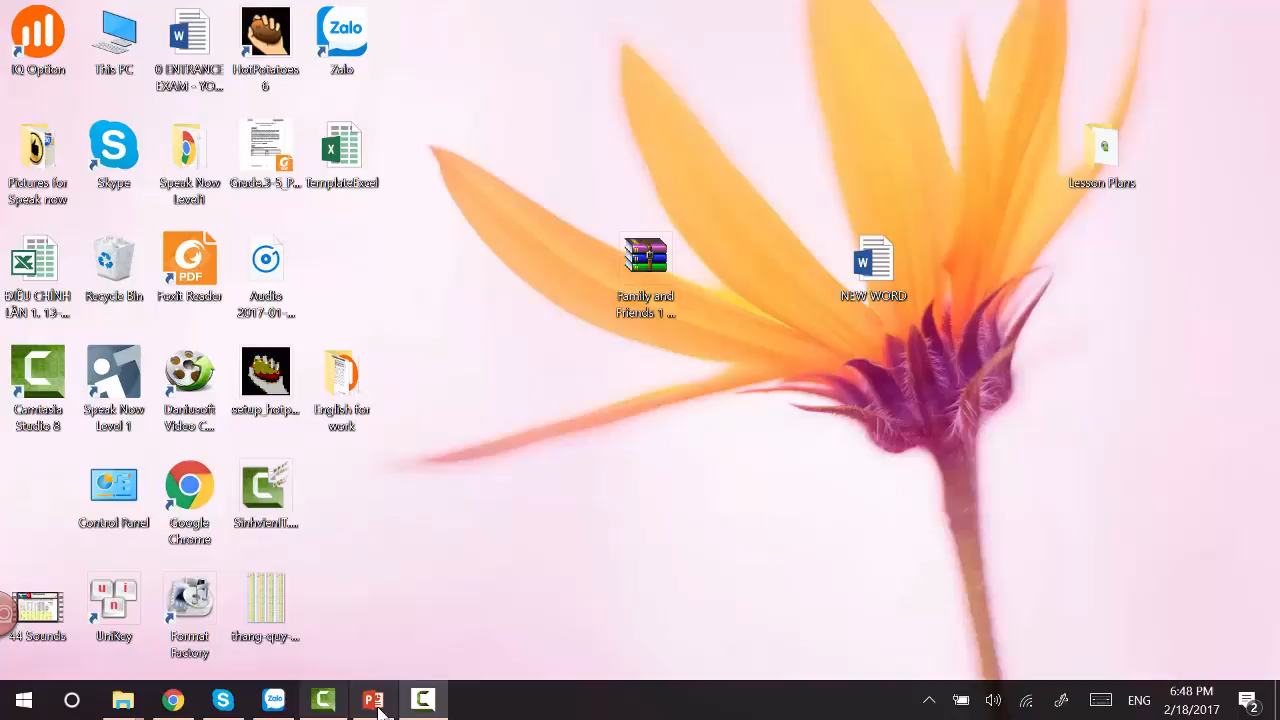 IQ Option
This PC
0 ENTRANCE
EXAM - YO...
HotPotatoes
6
Zalo
Zalo
Pictures for
Speak now
Skype
Speak Now
Level1
Grade.3-5_P...
TemplateExcel
Lesson Plans
ĐIỀU CHỈNH
LẦN 1. 13-...
Recycle Bin
PDF
Foxit Reader
Audio
2017-01-...
Family and
Friends 1 ...
NEW WORD
Camtasia
Studio 8
Speak Now
Level 1
Daniusoft
Video C...
setup_hotp...
English for
work
Control Panel
Google
Chrome
SinhvienIT....
44 Sounds
u i
n
UniKey
Format
Factory
thang-quy-...
Zalo
ENG
6:48 PM
2/18/2017
2